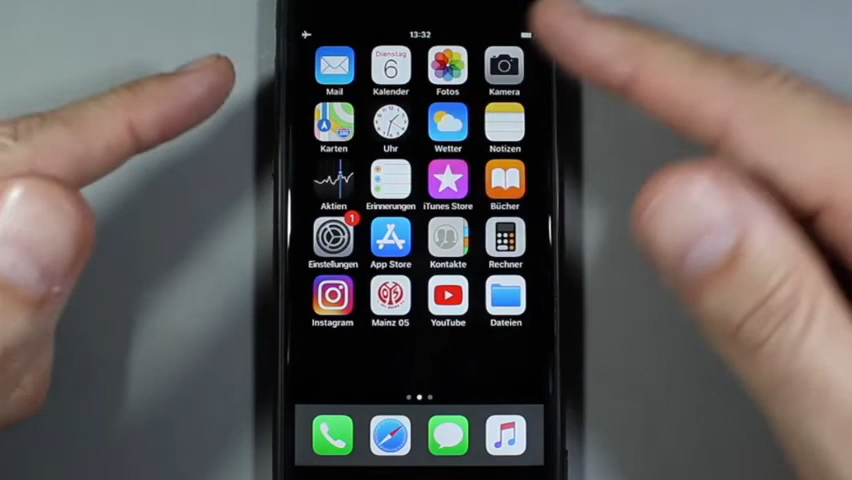 13:32
Dienstag
6
Mail Kalender Fotos Kamera
Karten Uhr Wetter Notizen
Aktien Erinnerungen iTunes Store Bücher
1
Einstellungen App Store Kontakte Rechner
Instagram Mainz 05 YouTube Dateien